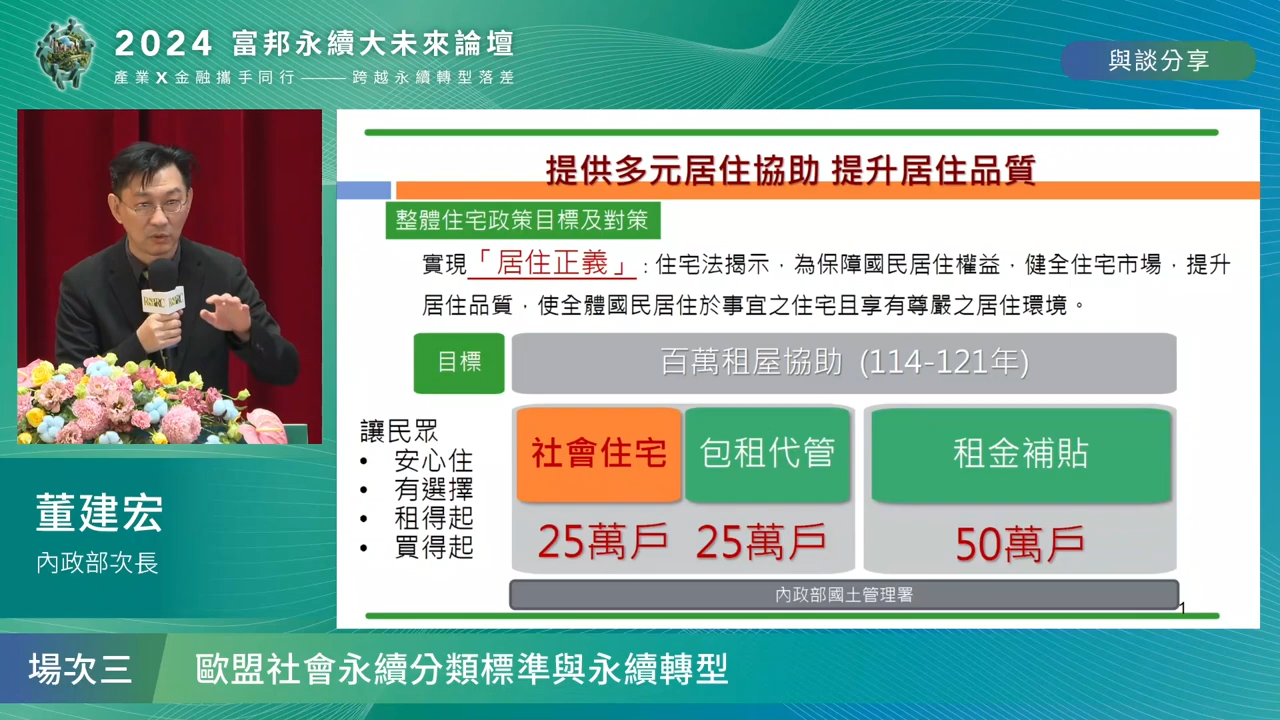 2024 富邦永續大未來論壇
產業X金融攜手同行——跨越永續轉型落差
與談分享
提供多元居住協助 提升居住品質
整體住宅政策目標及對策
實現「居住正義」：住宅法揭示，為保障國民居住權益，健全住宅市場，提升
居住品質，使全體國民居住於事宜之住宅且享有尊嚴之居住環境。
目標
百萬租屋協助 (114-121年)
讓民眾
• 安心住
• 有選擇
• 租得起
• 買得起
社會住宅
包租代管
租金補貼
25萬戶
25萬戶
50萬戶
內政部國土管理署
1
董建宏
內政部次長
場次三
歐盟社會永續分類標準與永續轉型